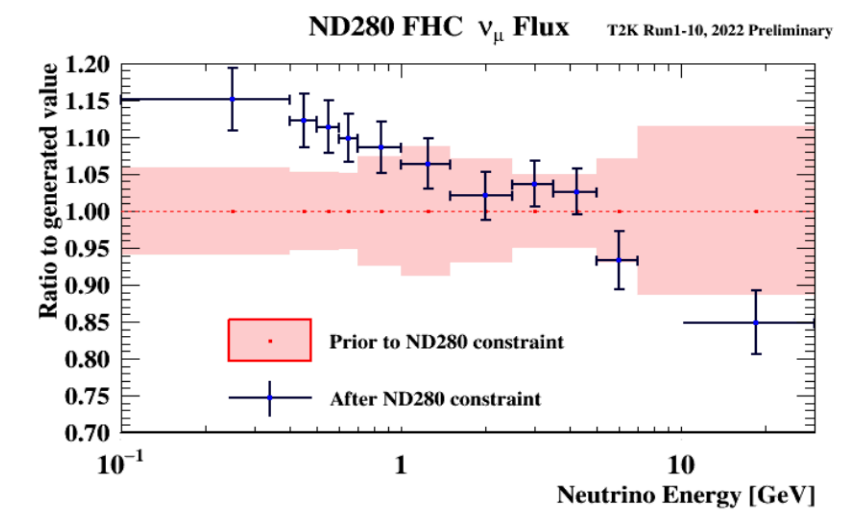 ND280 FHC νμ Flux
T2K Run1-10, 2022 Preliminary
Ratio to generated value
1.20
1.15
1.10
1.05
1.00
0.95
0.90
0.85
0.80
0.75
0.70
Prior to ND280 constraint
After ND280 constraint
10−1
1
10
Neutrino Energy [GeV]